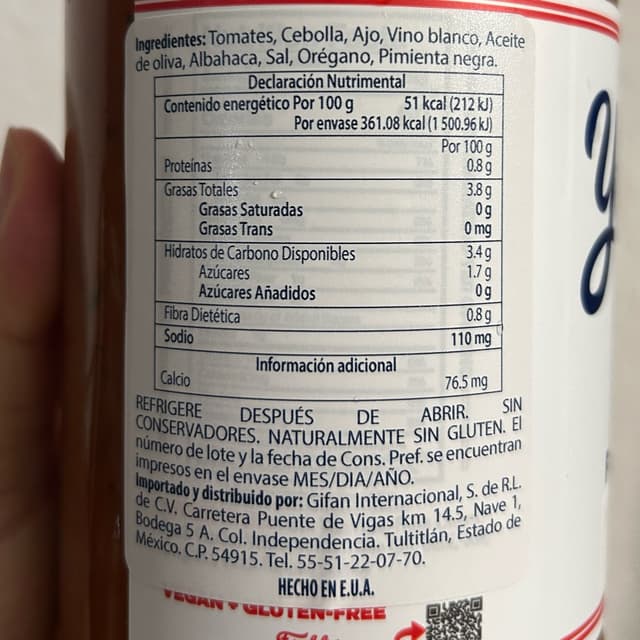 Ingredientes: Tomates, Cebolla, Ajo, Vino blanco, Aceite
de oliva, Albahaca, Sal, Orégano, Pimienta negra.
Declaración Nutrimental
Contenido energético Por 100 g 51 kcal (212 kJ)
Por envase 361.08 kcal (1 500.96 kJ)
Por 100 g
Proteínas 0.8 g
Grasas Totales 3.8 g
Grasas Saturadas 0 g
Grasas Trans 0 mg
Hidratos de Carbono Disponibles 3.4 g
Azúcares 1.7 g
Azúcares Añadidos 0 g
Fibra Dietética 0.8 g
Sodio 110 mg
Información adicional
Calcio 76.5 mg
REFRIGERE DESPUÉS DE ABRIR. SIN
CONSERVADORES. NATURALMENTE SIN GLUTEN. El
número de lote y la fecha de Cons. Pref. se encuentran
impresos en el envase MES/DIA/AÑO.
Importado y distribuido por: Gifan Internacional, S. de R.L.
de C.V. Carretera Puente de Vigas km 14.5, Nave 1,
Bodega 5 A. Col. Independencia. Tultitlán, Estado de
México. C.P. 54915. Tel. 55-51-22-07-70.
HECHO EN E.U.A.
VEGAN ♥ GLUTEN-FREE